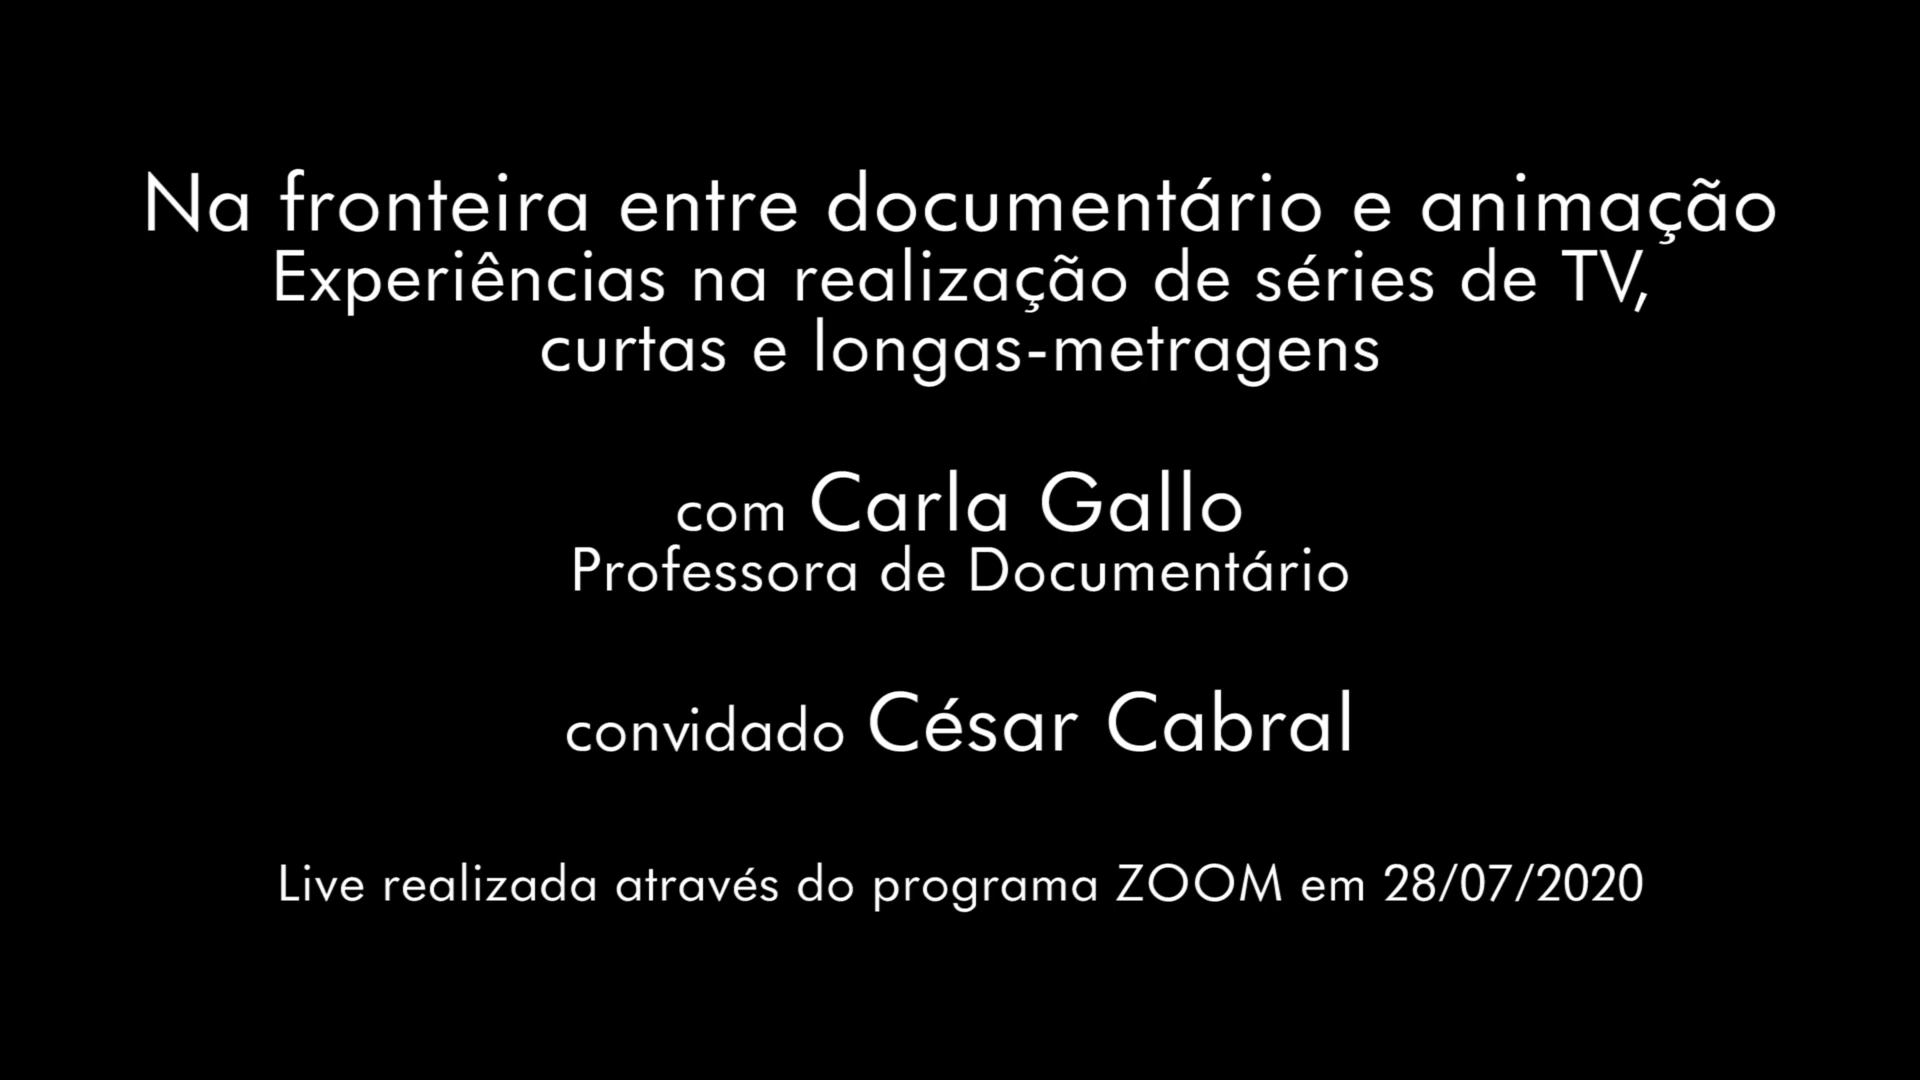 Na fronteira entre documentário e animação
Experiências na realização de séries de TV,
curtas e longas-metragens
com Carla Gallo
Professora de Documentário
convidado César Cabral
Live realizada através do programa ZOOM em 28/07/2020